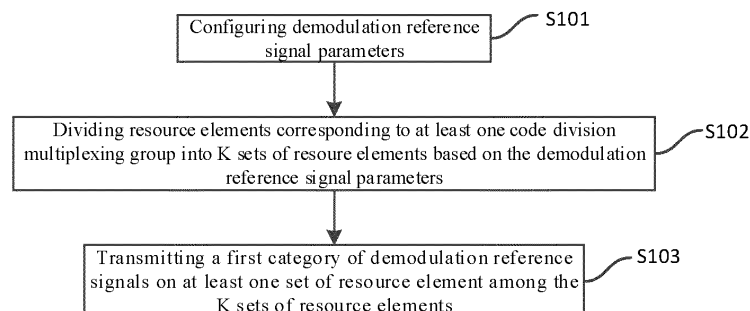 Configuring demodulation reference
signal parameters
S101
Dividing resource elements corresponding to at least one code division
multiplexing group into K sets of resoure elements based on the demodulation
reference signal parameters
S102
Transmitting a first category of demodulation reference
signals on at least one set of resource element among the
K sets of resource elements
S103